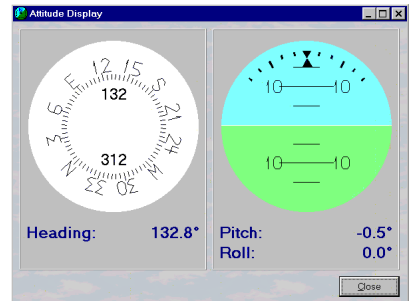 Attitude Display
12 15
E S
6 132 21
3 24
N 312 W
33 30
10 10
10 10
Heading: 132.8°
Pitch: -0.5°
Roll: 0.0°
Close